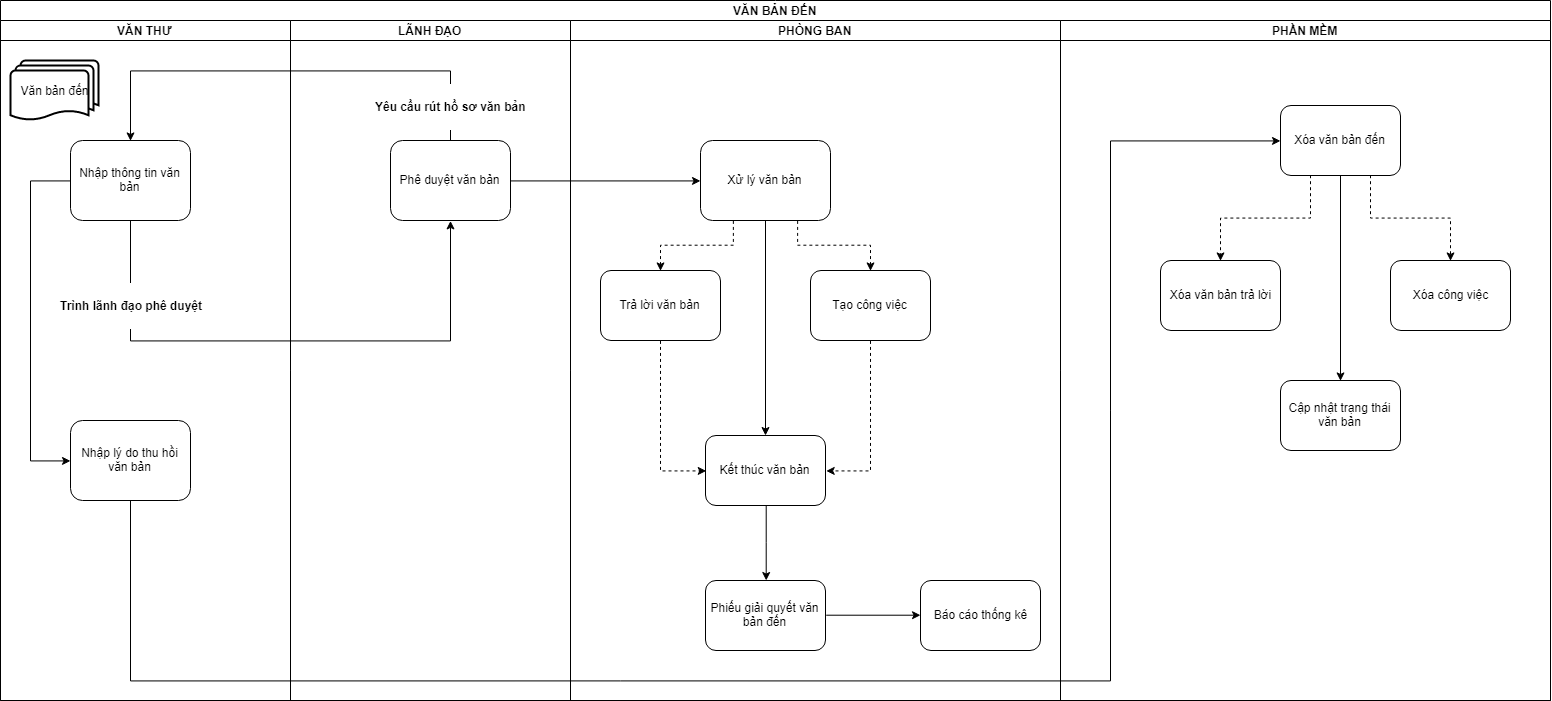 VĂN BẢN ĐẾN
VĂN THƯ
LÃNH ĐẠO
PHÒNG BAN
PHẦN MÈM
Văn bản đến
Nhập thông tin văn
bản
Trình lãnh đạo phê duyệt
Nhập lý do thu hồi
văn bản
Yêu cầu rút hồ sơ văn bản
Phê duyệt văn bản
Xử lý văn bản
Trả lời văn bản
Tạo công việc
Kết thúc văn bản
Phiếu giải quyết văn
bản đến
Báo cáo thống kê
Xóa văn bản đến
Xóa văn bản trả lời
Xóa công việc
Cập nhật trạng thái
văn bản